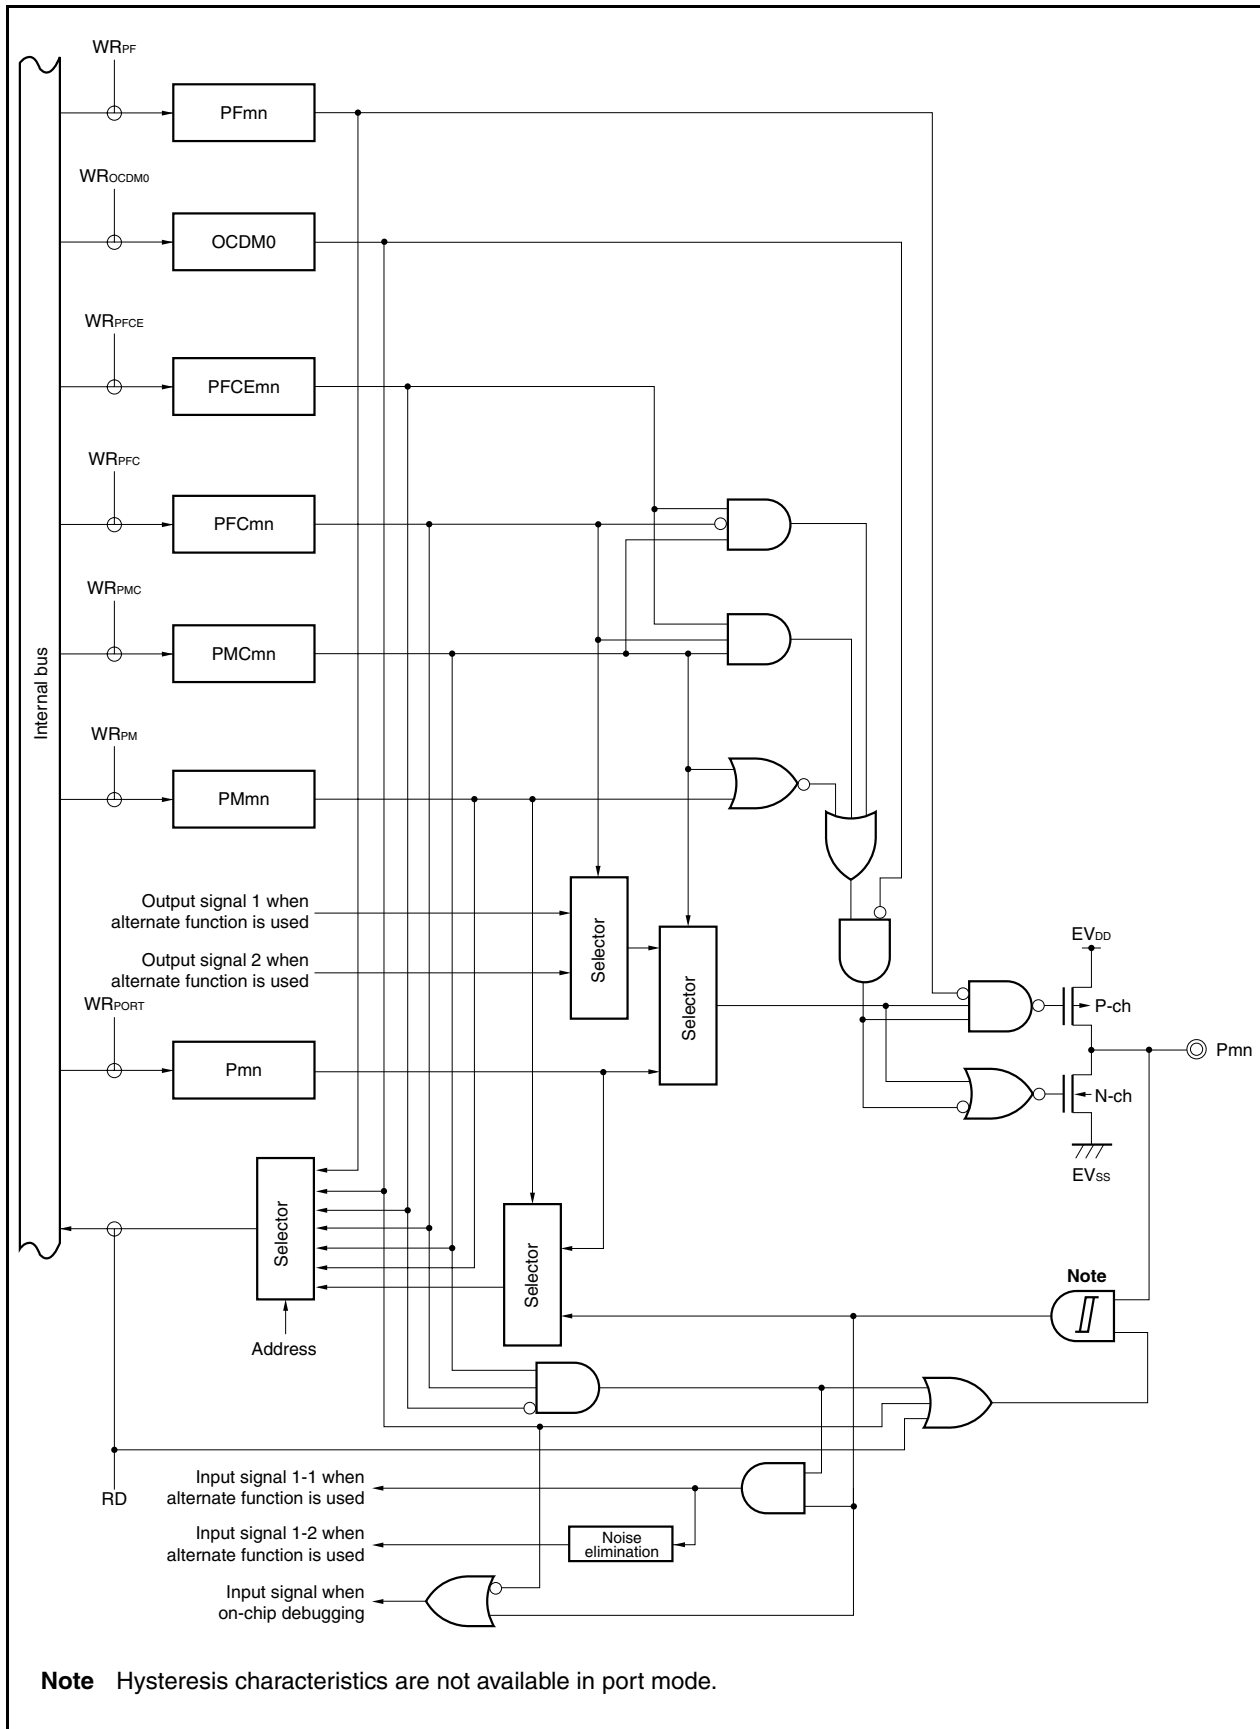 WRPF
PFmn
WROCDM0
OCDM0
WRPFCE
PFCEmn
WRPFC
PFCmn
WRPMC
PMCmn
Internal bus
WRPM
PMmn
Output signal 1 when
alternate function is used
Output signal 2 when
alternate function is used
Selector
Selector
WRPORT
Pmn
EVDD
P-ch
Pmn
N-ch
EVSS
Selector
Selector
Note
Address
RD
Input signal 1-1 when
alternate function is used
Input signal 1-2 when
alternate function is used
Noise
elimination
Input signal when
on-chip debugging
Note Hysteresis characteristics are not available in port mode.